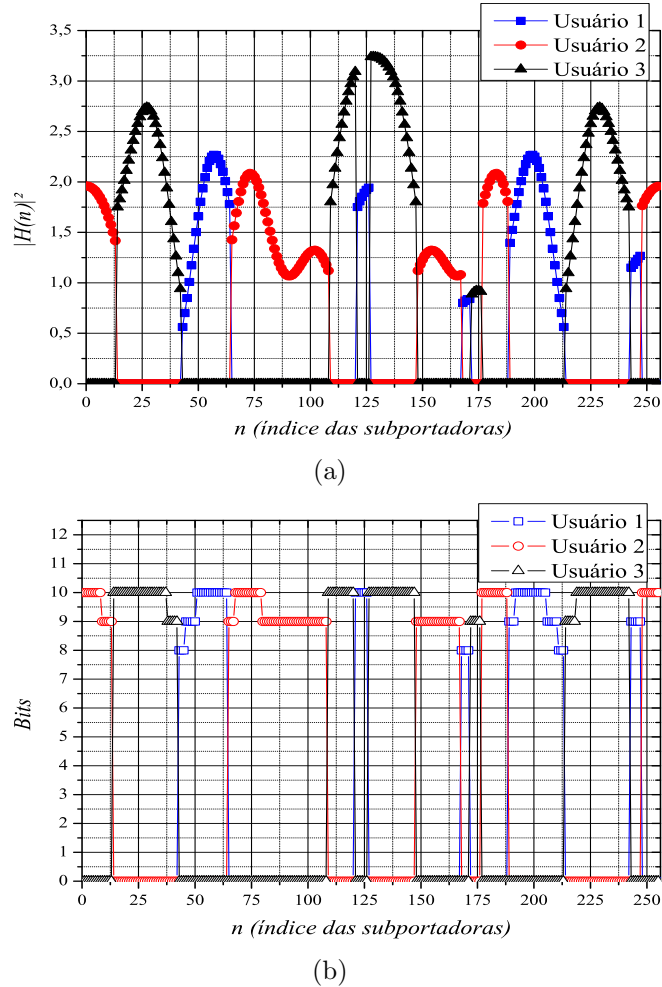 Usuário 1
Usuário 2
Usuário 3
3,5
3,0
2,5
2,0
1,5
1,0
0,5
0,0
|H(n)|²
0 25 50 75 100 125 150 175 200 225 250
n (índice das subportadoras)
(a)
Usuário 1
Usuário 2
Usuário 3
12
11
10
9
8
7
6
5
4
3
2
1
0
Bits
0 25 50 75 100 125 150 175 200 225 250
n (índice das subportadoras)
(b)